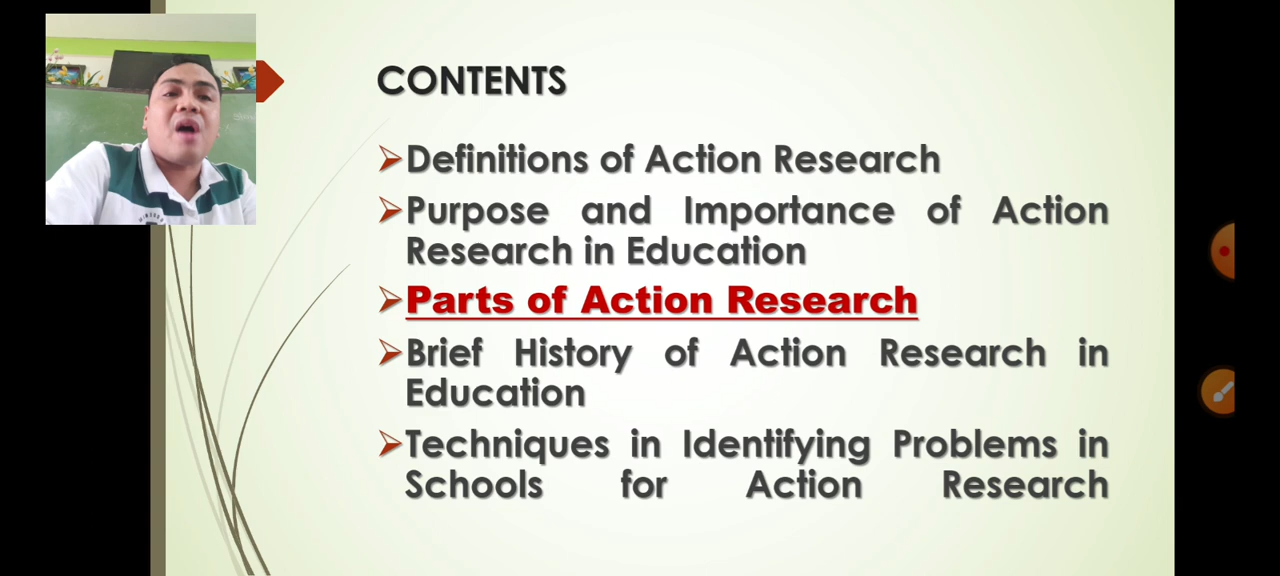 CONTENTS
Definitions of Action Research
Purpose and Importance of Action
Research in Education
Parts of Action Research
Brief History of Action Research in
Education
Techniques in Identifying Problems in
Schools for Action Research